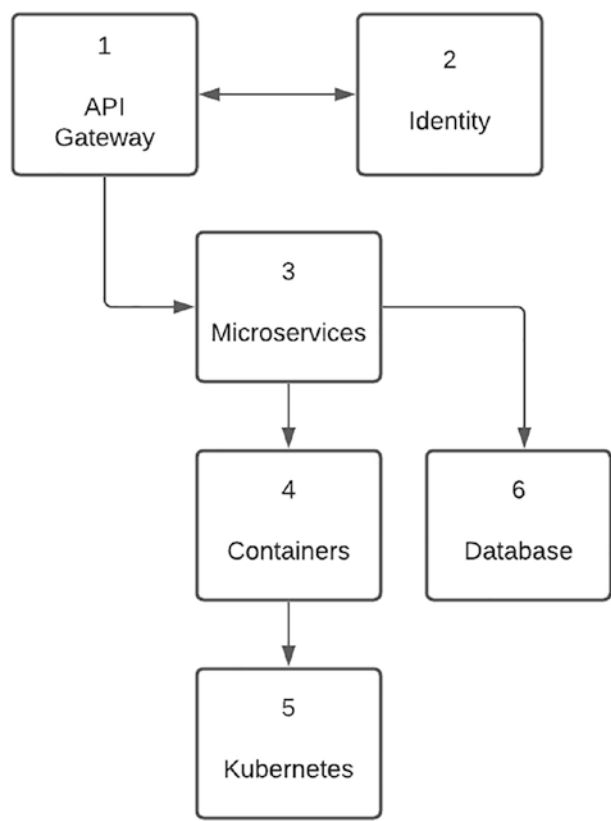 1
API
Gateway
2
Identity
3
Microservices
4
Containers
6
Database
5
Kubernetes